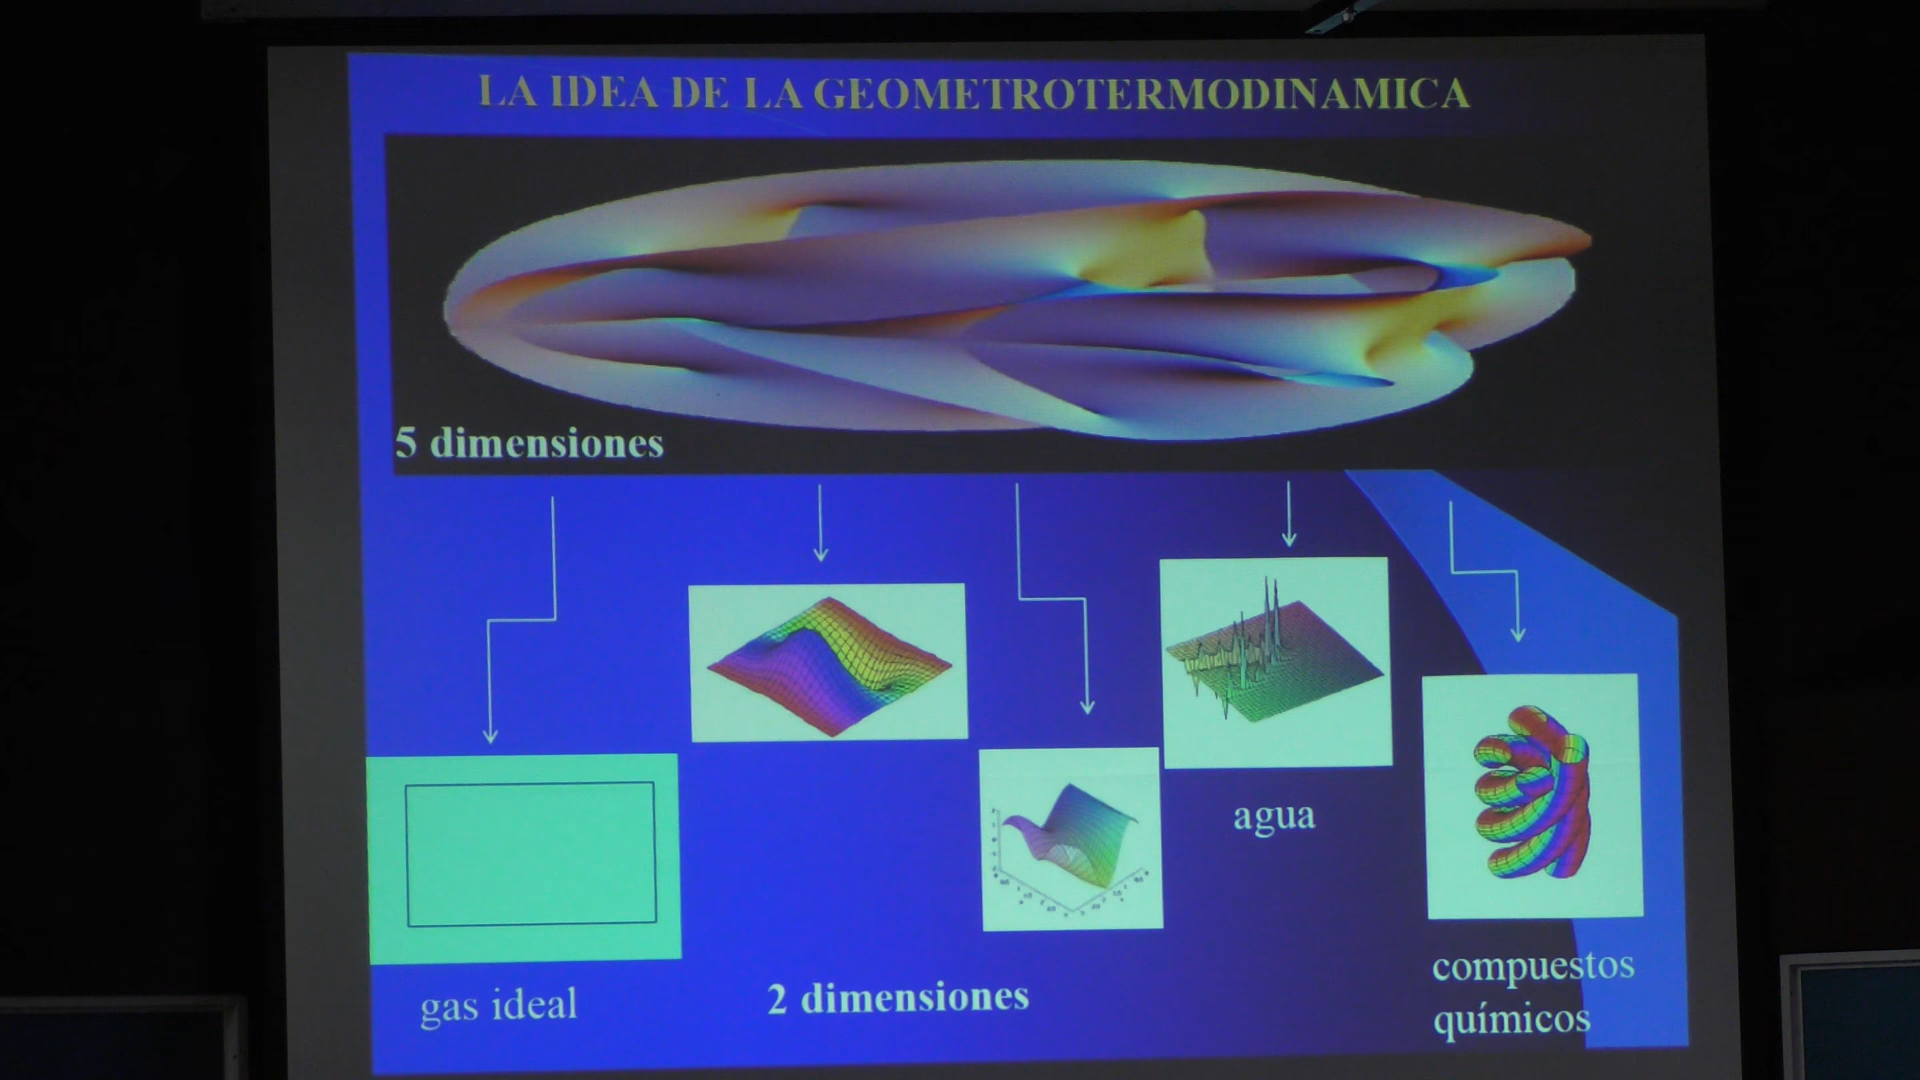 LA IDEA DE LA GEOMETROTERMODINAMICA
5 dimensiones
agua
compuestos
químicos
gas ideal
2 dimensiones